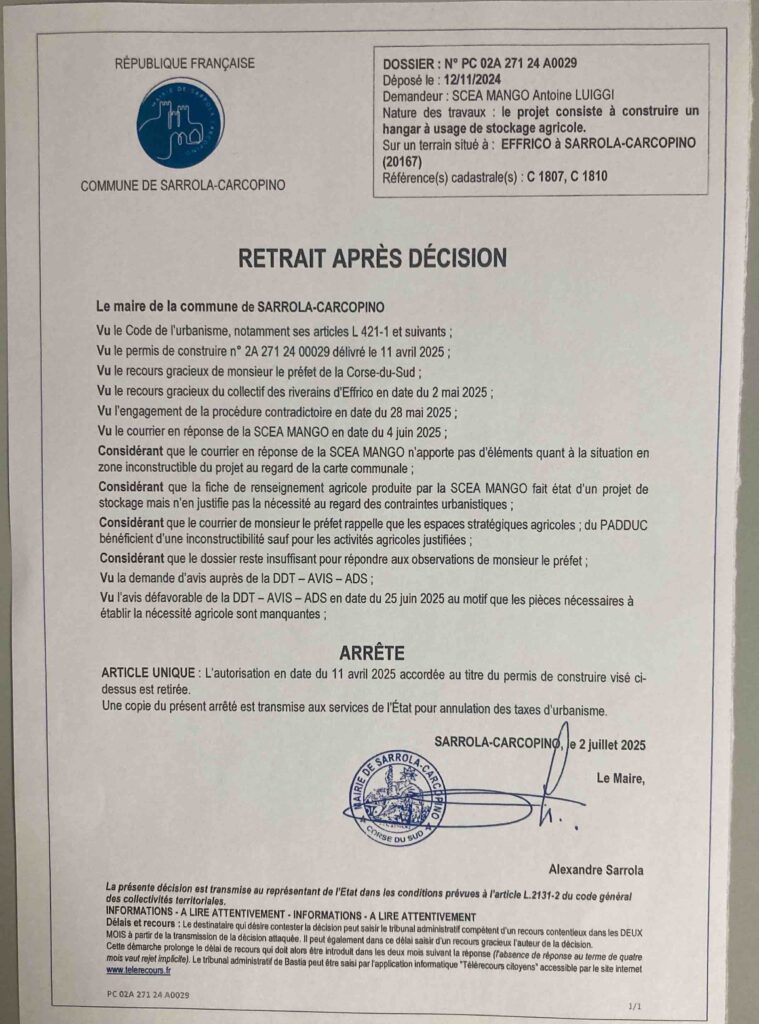 RÉPUBLIQUE FRANÇAISE
MAIRIE DE SARROLA CARCOPINO
COMMUNE DE SARROLA-CARCOPINO
DOSSIER : N° PC 02A 271 24 A0029
Déposé le : 12/11/2024
Demandeur : SCEA MANGO Antoine LUIGGI
Nature des travaux : le projet consiste à construire un
hangar à usage de stockage agricole.
Sur un terrain situé à : EFFRICO à SARROLA-CARCOPINO
(20167)
Référence(s) cadastrale(s) : C 1807, C 1810
RETRAIT APRÈS DÉCISION
Le maire de la commune de SARROLA-CARCOPINO
Vu le Code de l'urbanisme, notamment ses articles L 421-1 et suivants ;
Vu le permis de construire n° 2A 271 24 00029 délivré le 11 avril 2025 ;
Vu le recours gracieux de monsieur le préfet de la Corse-du-Sud ;
Vu le recours gracieux du collectif des riverains d'Effrico en date du 2 mai 2025 ;
Vu l'engagement de la procédure contradictoire en date du 28 mai 2025 ;
Vu le courrier en réponse de la SCEA MANGO en date du 4 juin 2025 ;
Considérant que le courrier en réponse de la SCEA MANGO n'apporte pas d'éléments quant à la situation en
zone inconstructible du projet au regard de la carte communale ;
Considérant que la fiche de renseignement agricole produite par la SCEA MANGO fait état d'un projet de
stockage mais n'en justifie pas la nécessité au regard des contraintes urbanistiques ;
Considérant que le courrier de monsieur le préfet rappelle que les espaces stratégiques agricoles ; du PADDUC
bénéficient d'une inconstructibilité sauf pour les activités agricoles justifiées ;
Considérant que le dossier reste insuffisant pour répondre aux observations de monsieur le préfet ;
Vu la demande d'avis auprès de la DDT – AVIS – ADS ;
Vu l'avis défavorable de la DDT – AVIS – ADS en date du 25 juin 2025 au motif que les pièces nécessaires à
établir la nécessité agricole sont manquantes ;
ARRÊTE
ARTICLE UNIQUE : L'autorisation en date du 11 avril 2025 accordée au titre du permis de construire visé ci-
dessus est retirée.
Une copie du présent arrêté est transmise aux services de l'État pour annulation des taxes d'urbanisme.
SARROLA-CARCOPINO, le 2 juillet 2025
Le Maire,
MAIRIE DE SARROLA-CARCOPINO
CORSE DU SUD
Alexandre Sarrola
La présente décision est transmise au représentant de l'Etat dans les conditions prévues à l'article L.2131-2 du code général
des collectivités territoriales.
INFORMATIONS - A LIRE ATTENTIVEMENT - INFORMATIONS - A LIRE ATTENTIVEMENT
Délais et recours : Le destinataire qui désire contester la décision peut saisir le tribunal administratif compétent d'un recours contentieux dans les DEUX
MOIS à partir de la transmission de la décision attaquée. Il peut également dans ce délai saisir d'un recours gracieux l'auteur de la décision.
Cette démarche prolonge le délai de recours qui doit alors être introduit dans les deux mois suivant la réponse (l'absence de réponse au terme de quatre
mois vaut rejet implicite). Le tribunal administratif de Bastia peut être saisi par l'application informatique "Télérecours citoyens" accessible par le site internet
www.telerecours.fr
PC 02A 271 24 A0029
1/1